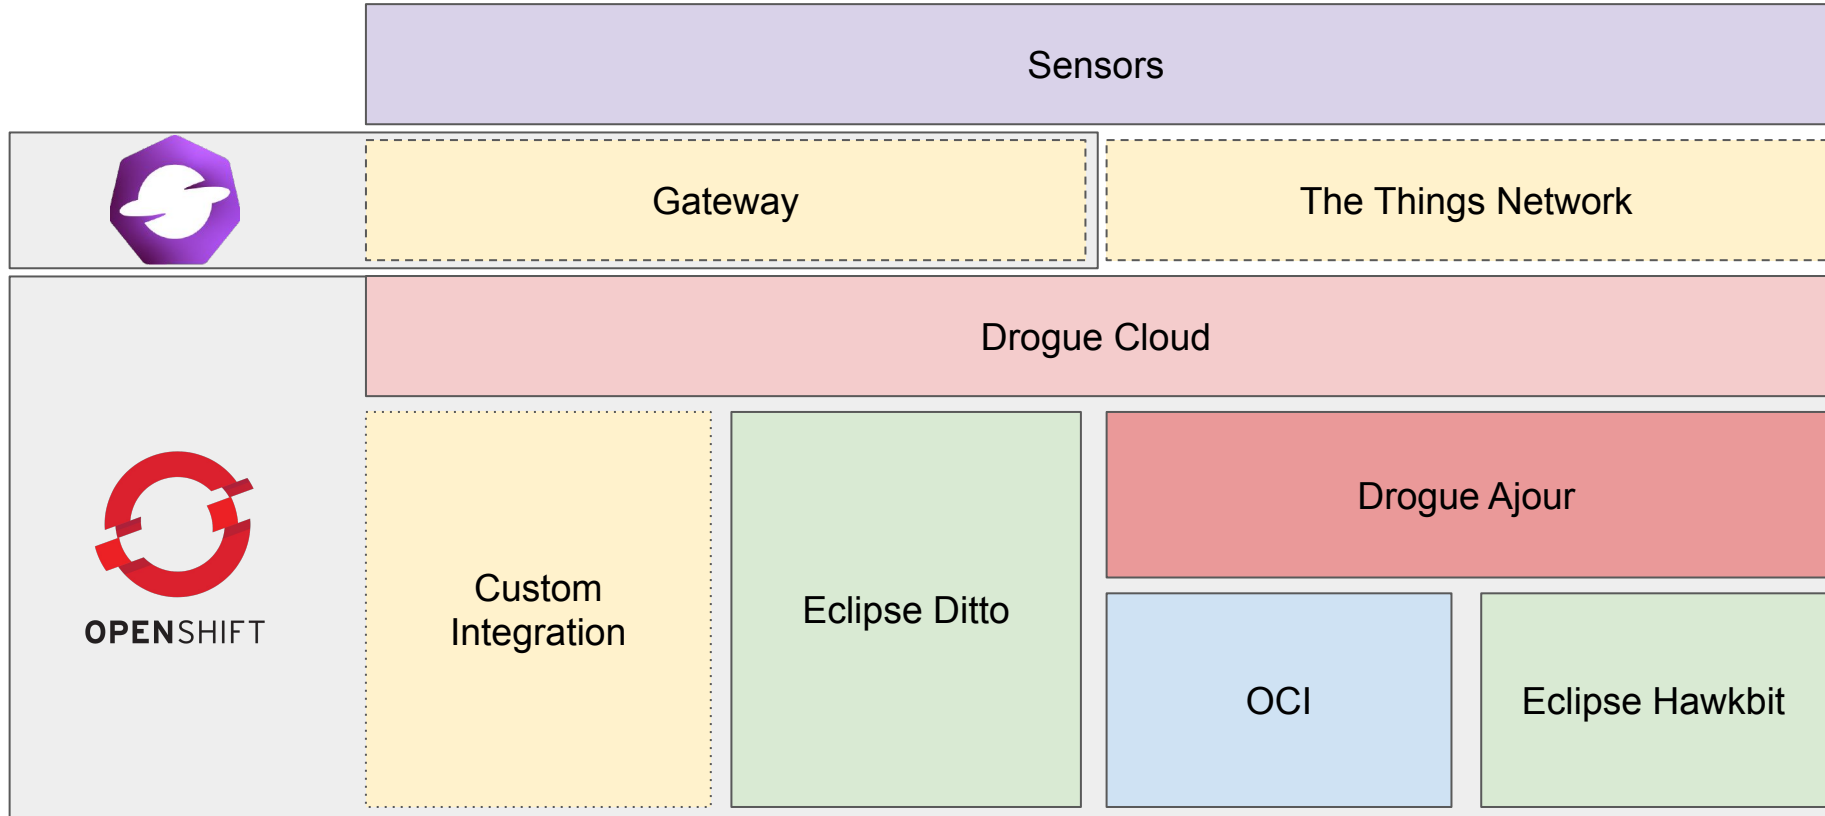 Sensors
Gateway
The Things Network
Drogue Cloud
OPENSHIFT
Custom
Integration
Eclipse Ditto
Drogue Ajour
OCI
Eclipse Hawkbit